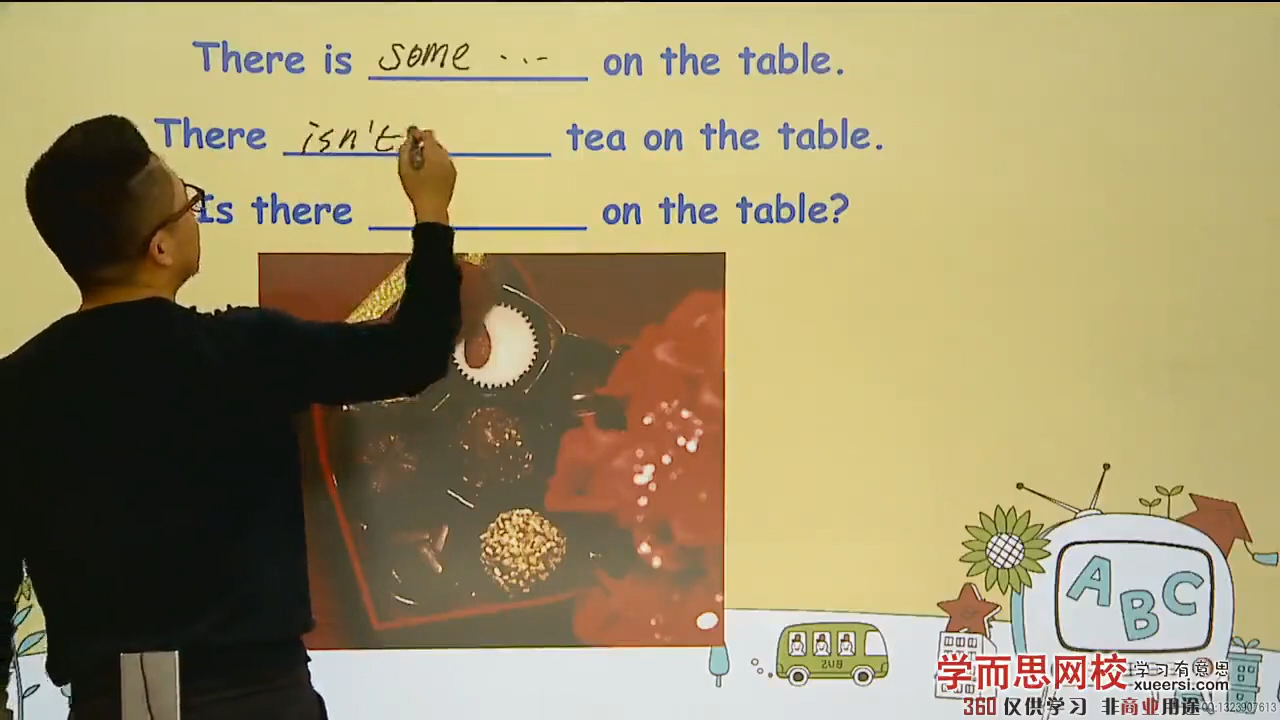 There is some ... on the table.
There isn't tea on the table.
Is there ________ on the table?
ABC
学而思网校
学习有意思
xueersi.com
360 仅供学习 非商业用途